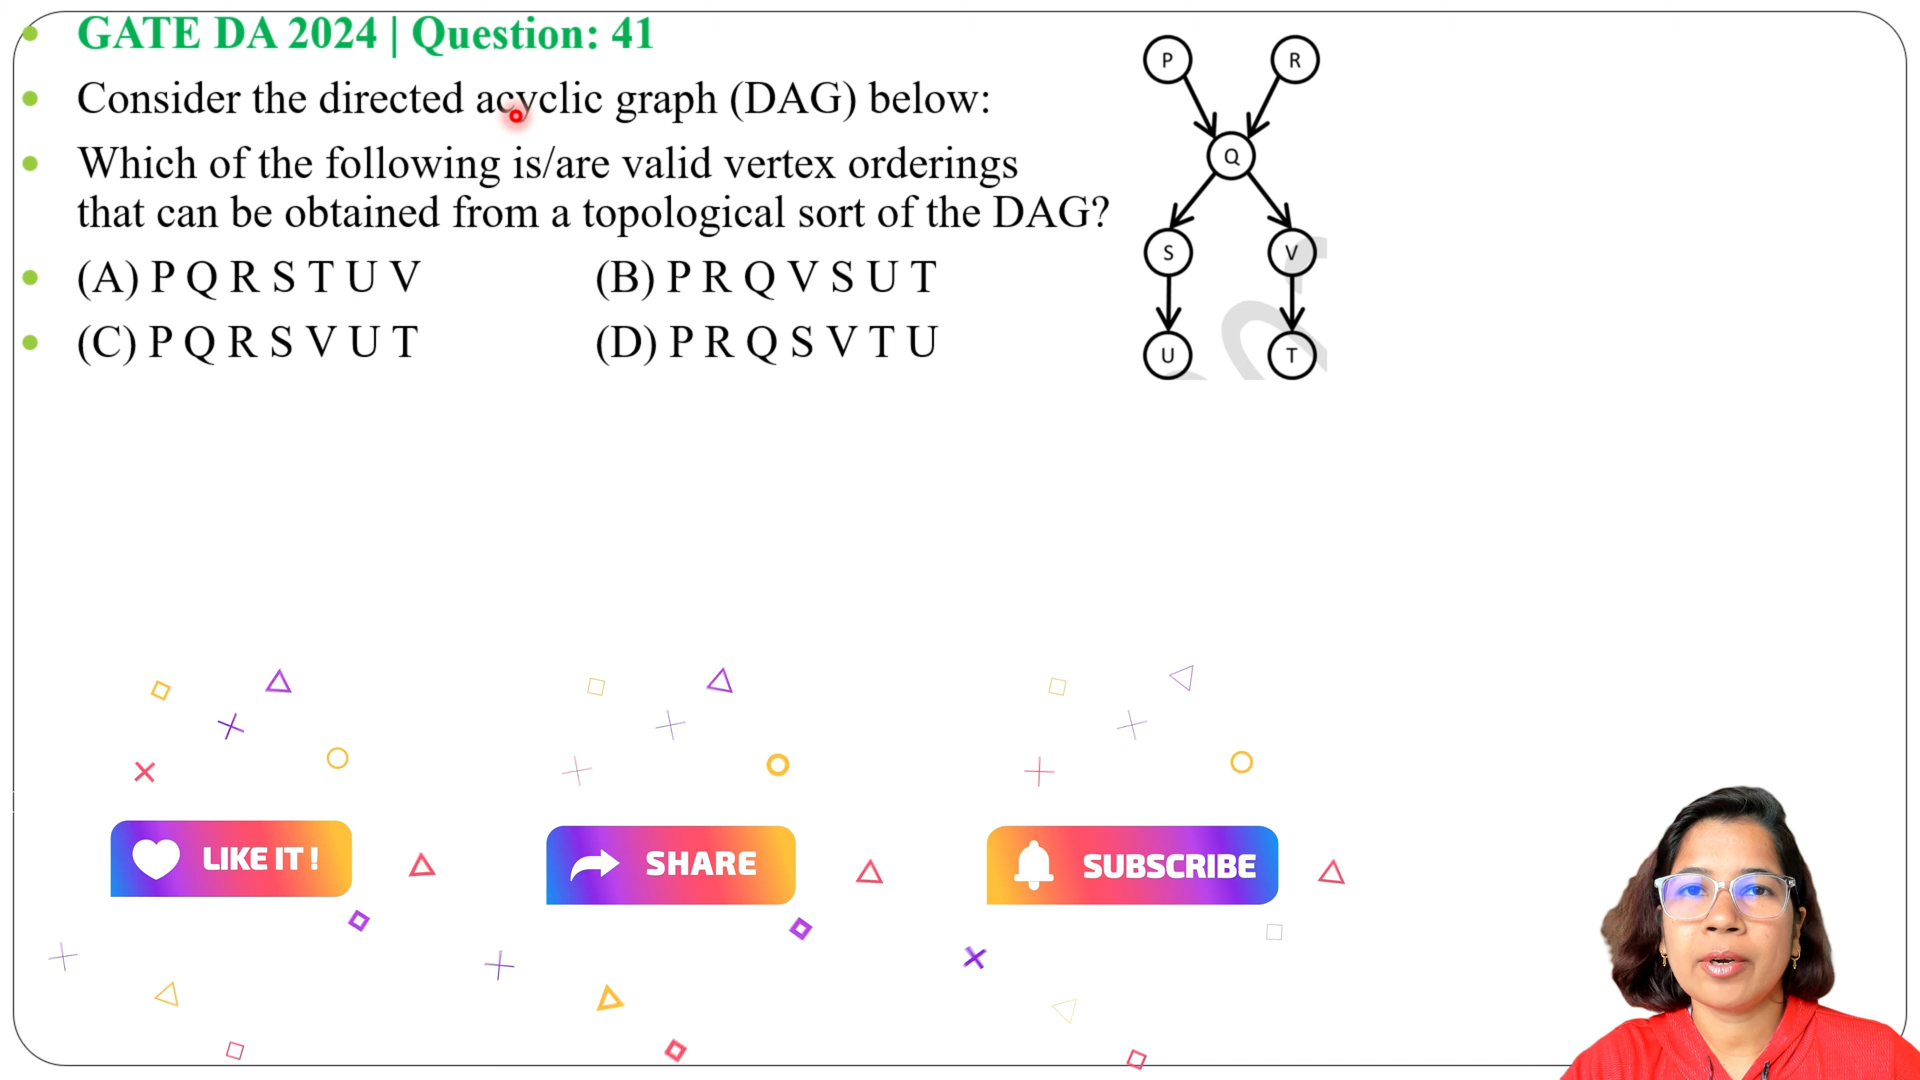 GATE DA 2024 | Question: 41
Consider the directed acyclic graph (DAG) below:
Which of the following is/are valid vertex orderings
that can be obtained from a topological sort of the DAG?
(A) P Q R S T U V (B) P R Q V S U T
(C) P Q R S V U T (D) P R Q S V T U
P R
Q
S V
U T
LIKE IT !
SHARE
SUBSCRIBE